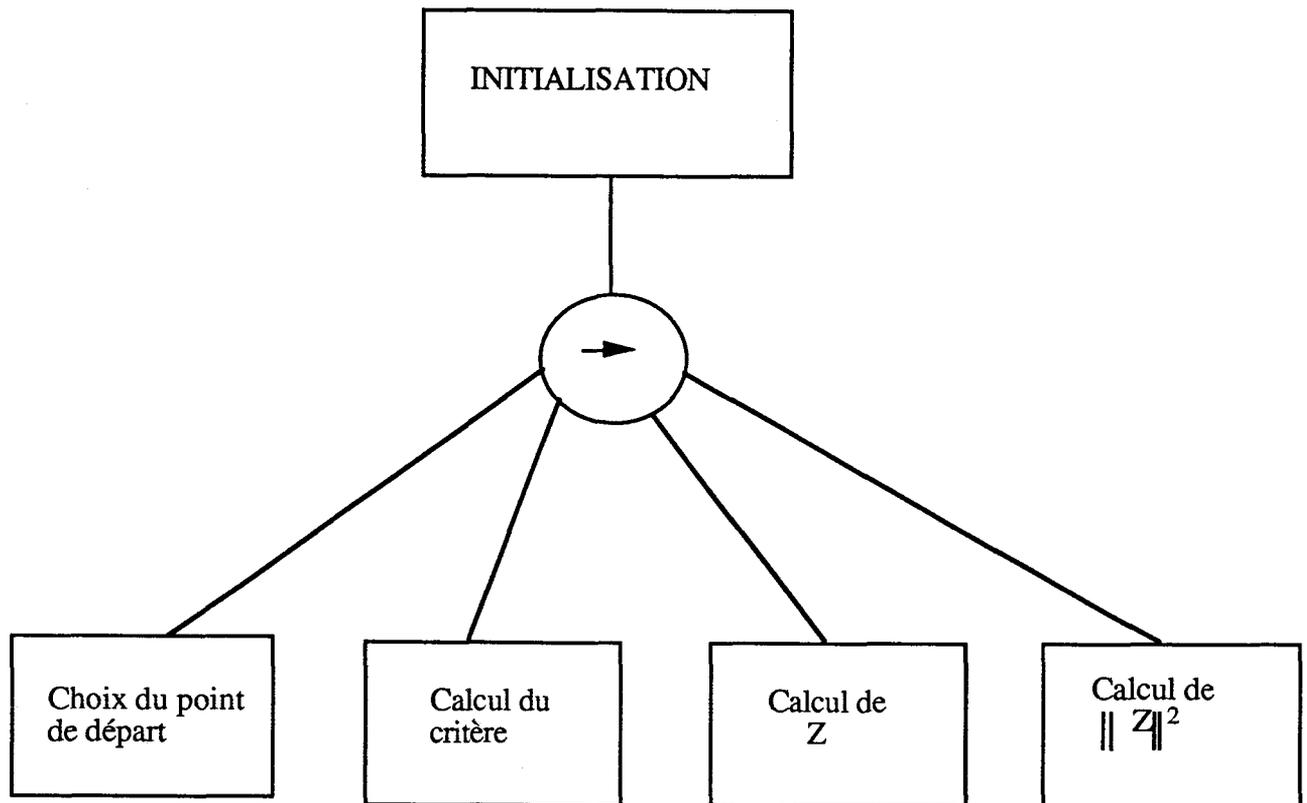 INITIALISATION
Choix du point
de départ
Calcul du
critère
Calcul de
Z
Calcul de
‖ Z‖²